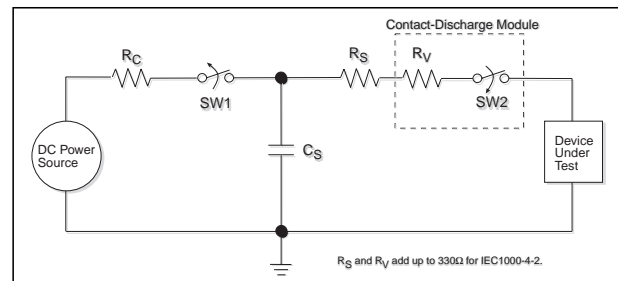 Contact-Discharge Module
RC
RS
RV
SW1
SW2
DC Power
Source
CS
Device
Under
Test
RS and RV add up to 330Ω for IEC1000-4-2.